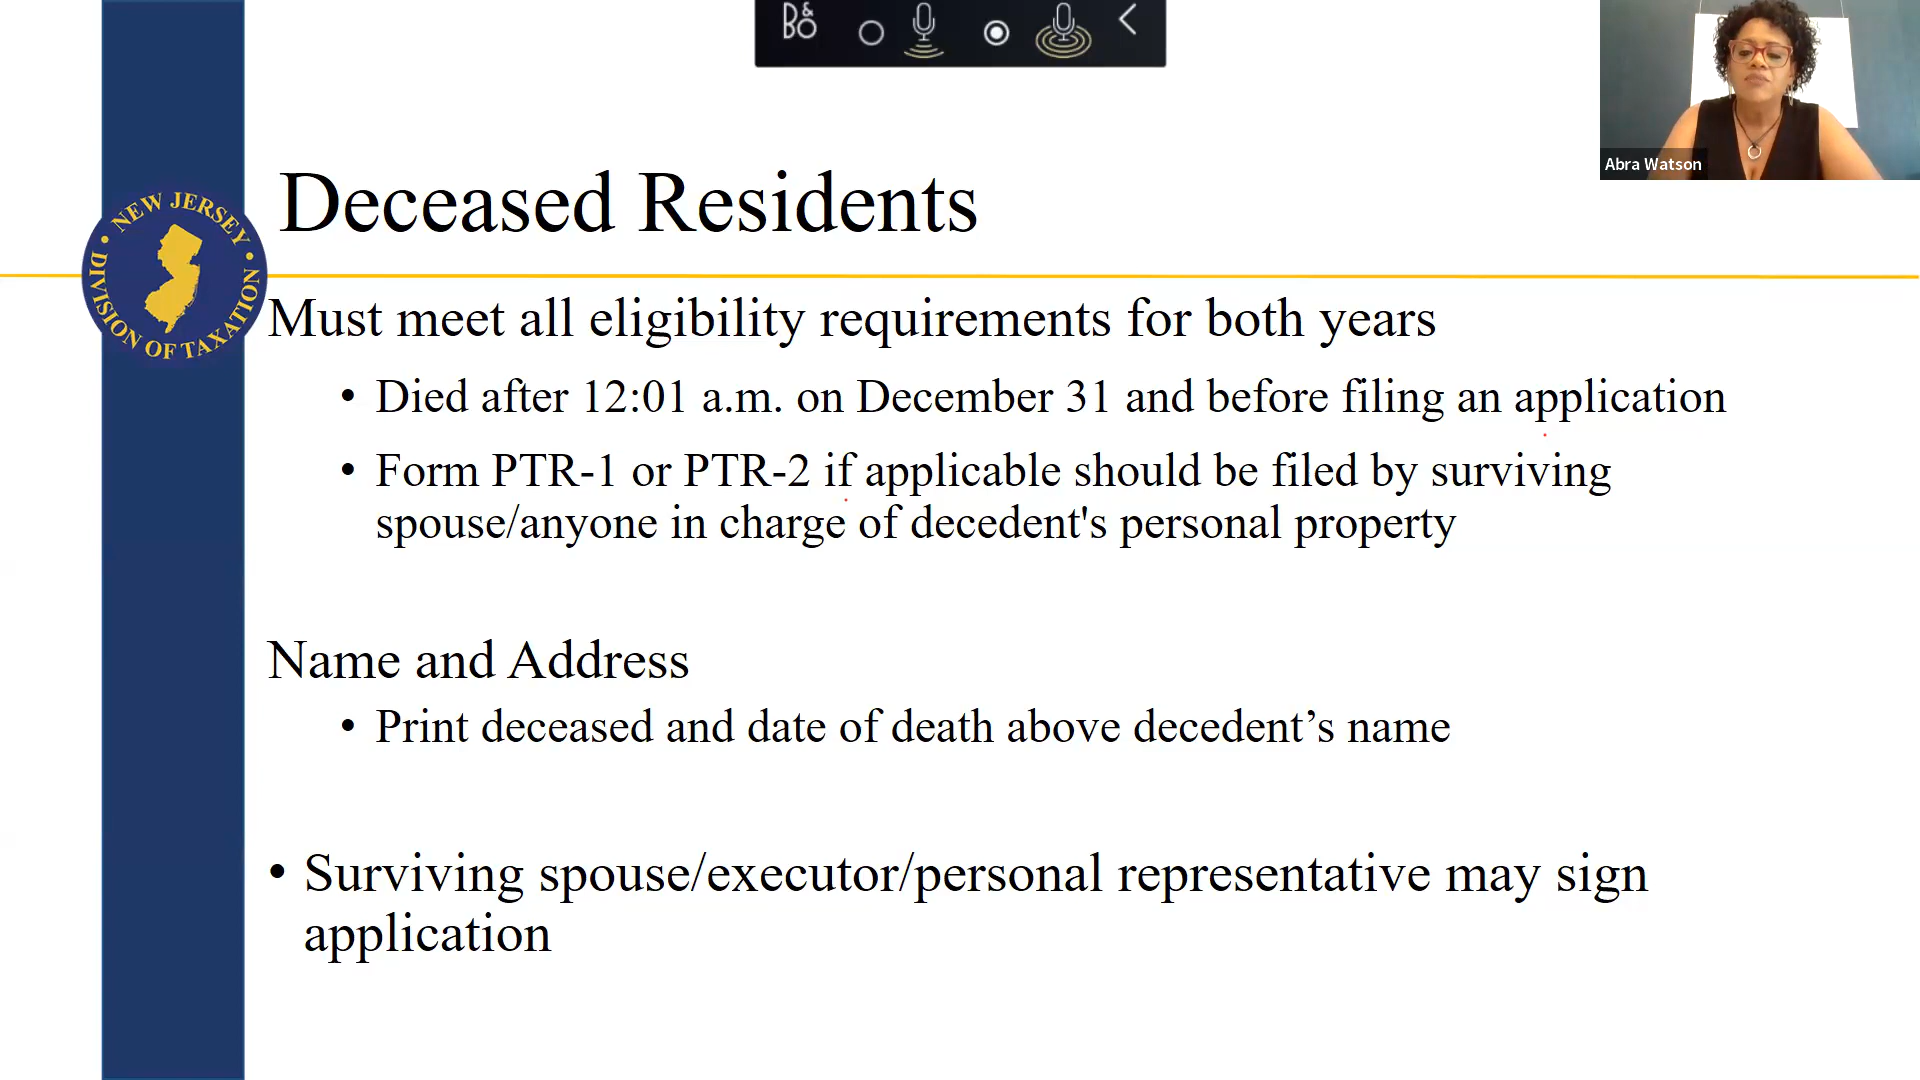 B&O
Abra Watson
Deceased Residents
NEW JERSEY
DIVISION OF TAXATION
Must meet all eligibility requirements for both years
• Died after 12:01 a.m. on December 31 and before filing an application
• Form PTR-1 or PTR-2 if applicable should be filed by surviving
spouse/anyone in charge of decedent's personal property
Name and Address
• Print deceased and date of death above decedent’s name
• Surviving spouse/executor/personal representative may sign
application